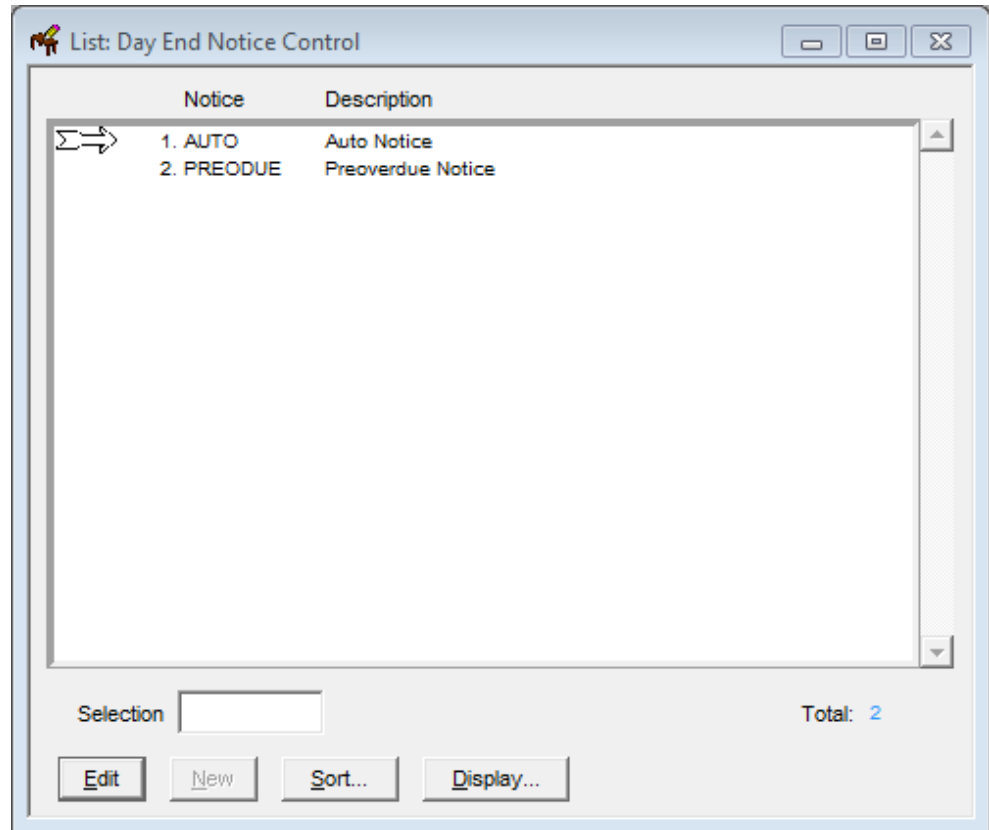 List: Day End Notice Control
Notice Description
1. AUTO Auto Notice
2. PREODUE Preoverdue Notice
Selection Total: 2
Edit New Sort... Display...